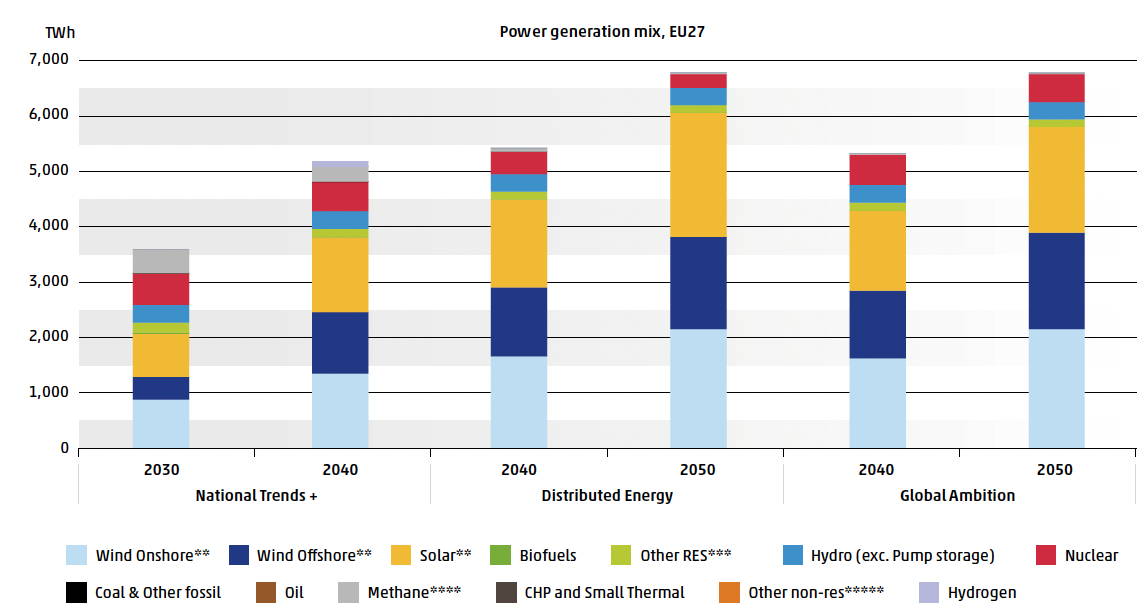 TWh
Power generation mix, EU27
7,000
6,000
5,000
4,000
3,000
2,000
1,000
0
2030 2040 2040 2050 2040 2050
National Trends + Distributed Energy Global Ambition
Wind Onshore** Wind Offshore** Solar** Biofuels Other RES*** Hydro (exc. Pump storage) Nuclear
Coal & Other fossil Oil Methane**** CHP and Small Thermal Other non-res***** Hydrogen